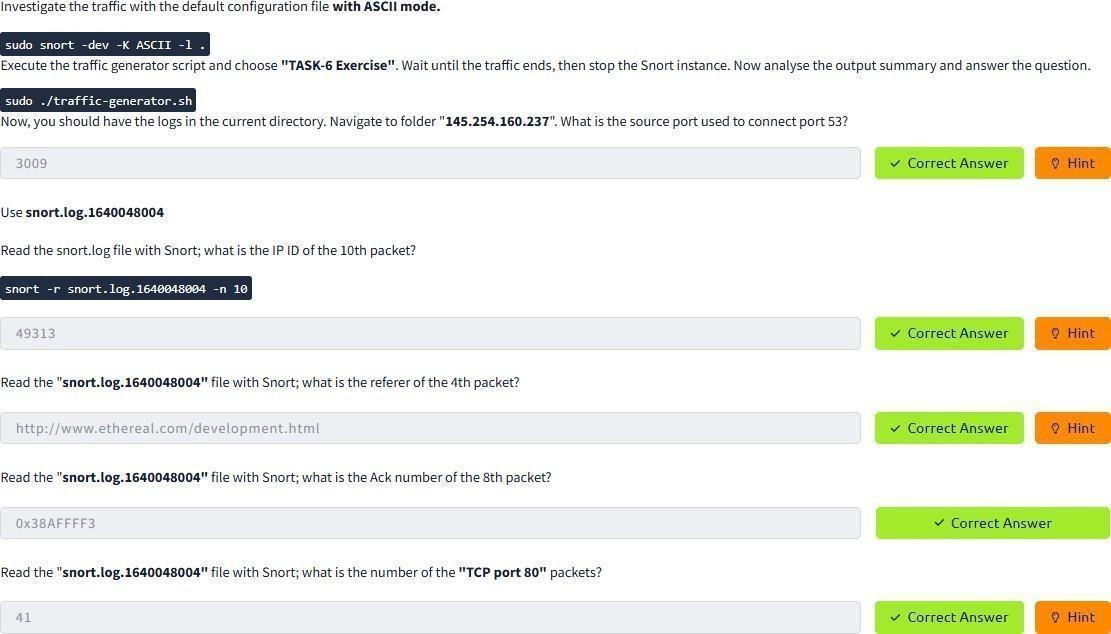 Investigate the traffic with the default configuration file with ASCII mode.
sudo snort -dev -K ASCII -l .
Execute the traffic generator script and choose "TASK-6 Exercise". Wait until the traffic ends, then stop the Snort instance. Now analyse the output summary and answer the question.
sudo ./traffic-generator.sh
Now, you should have the logs in the current directory. Navigate to folder "145.254.160.237". What is the source port used to connect port 53?
3009 Correct Answer Hint
Use snort.log.1640048004
Read the snort.log file with Snort; what is the IP ID of the 10th packet?
snort -r snort.log.1640048004 -n 10
49313 Correct Answer Hint
Read the "snort.log.1640048004" file with Snort; what is the referer of the 4th packet?
http://www.ethereal.com/development.html Correct Answer Hint
Read the "snort.log.1640048004" file with Snort; what is the Ack number of the 8th packet?
0x38AFFFF3 Correct Answer
Read the "snort.log.1640048004" file with Snort; what is the number of the "TCP port 80" packets?
41 Correct Answer Hint